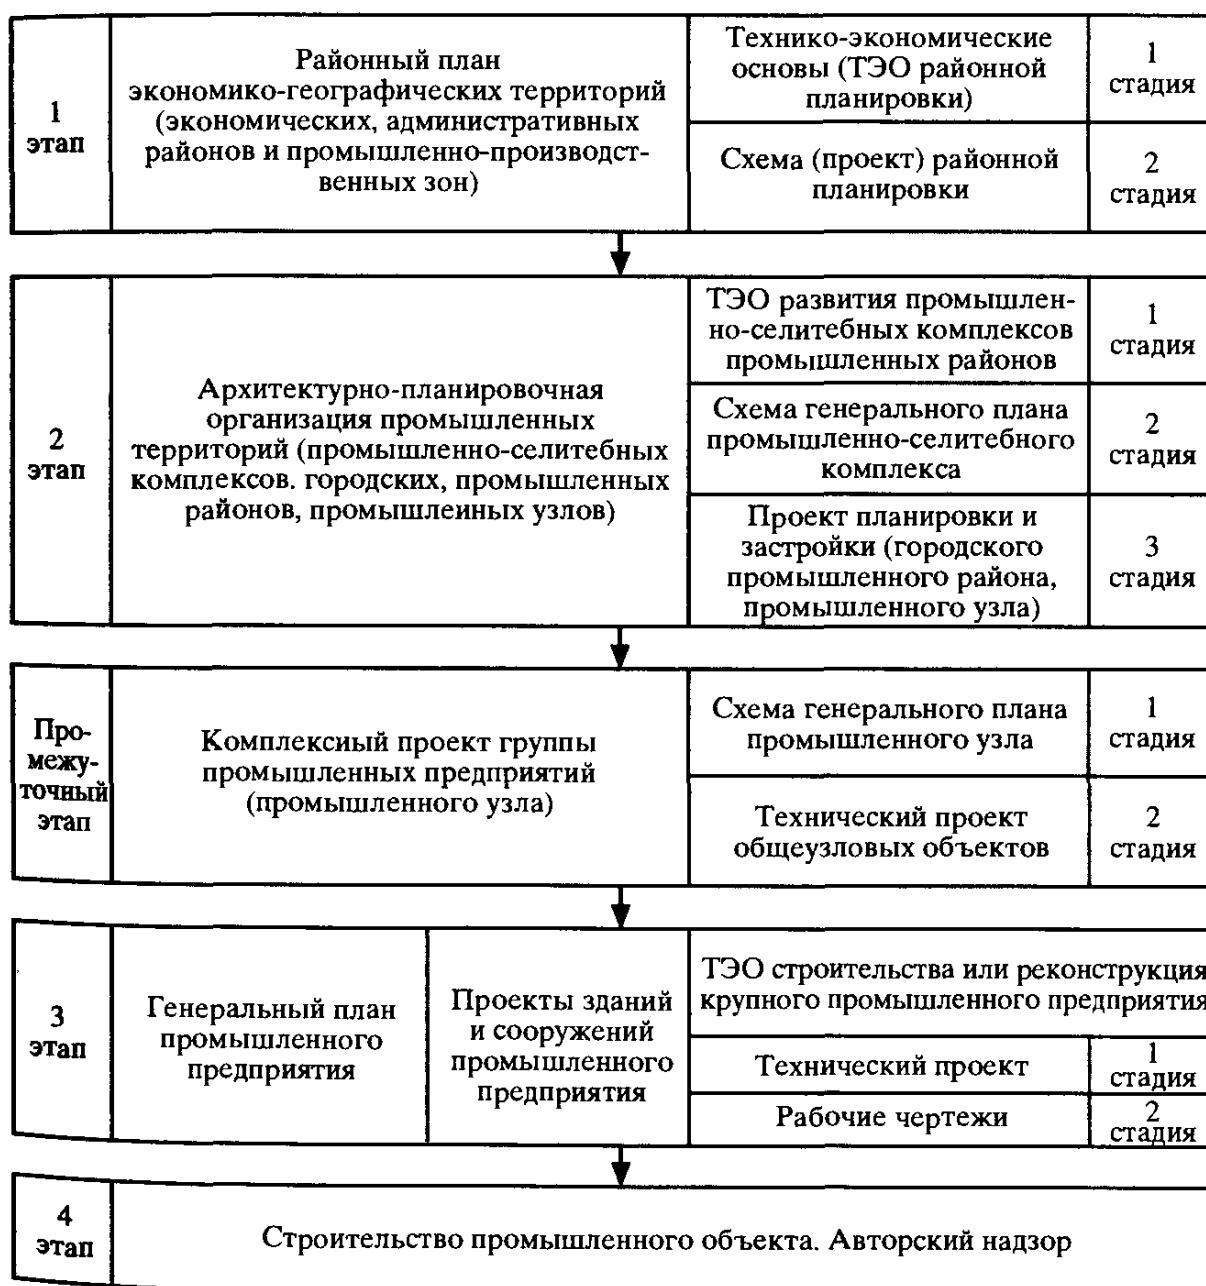 1
этап
Районный план
экономико-географических территорий
(экономических, административных
районов и промышленно-производст-
венных зон)
Технико-экономические
основы (ТЭО районной
планировки)
1
стадия
Схема (проект) районной
планировки
2
стадия
2
этап
Архитектурно-планировочная
организация промышленных
территорий (промышленно-селитебных
комплексов. городских, промышленных
районов, промышлеиных узлов)
ТЭО развития промышлен-
но-селитебных комплексов
промышленных районов
1
стадия
Схема генерального плана
промышленно-селитебного
комплекса
2
стадия
Проект планировки и
застройки (городского
промышленного района,
промышленного узла)
3
стадия
Про-
межу-
точный
этап
Комплексиый проект группы
промышленных предприятий
(промышленного узла)
Схема генерального плана
промышленного узла
1
стадия
Технический проект
общеузловых объектов
2
стадия
3
этап
Генеральный план
промышленного
предприятия
Проекты зданий
и сооружений
промышленного
предприятия
ТЭО строительства или реконструкция
крупного промышленного предприятия
Технический проект
1
стадия
Рабочие чертежи
2
стадия
4
этап
Строительство промышленного объекта. Авторский надзор